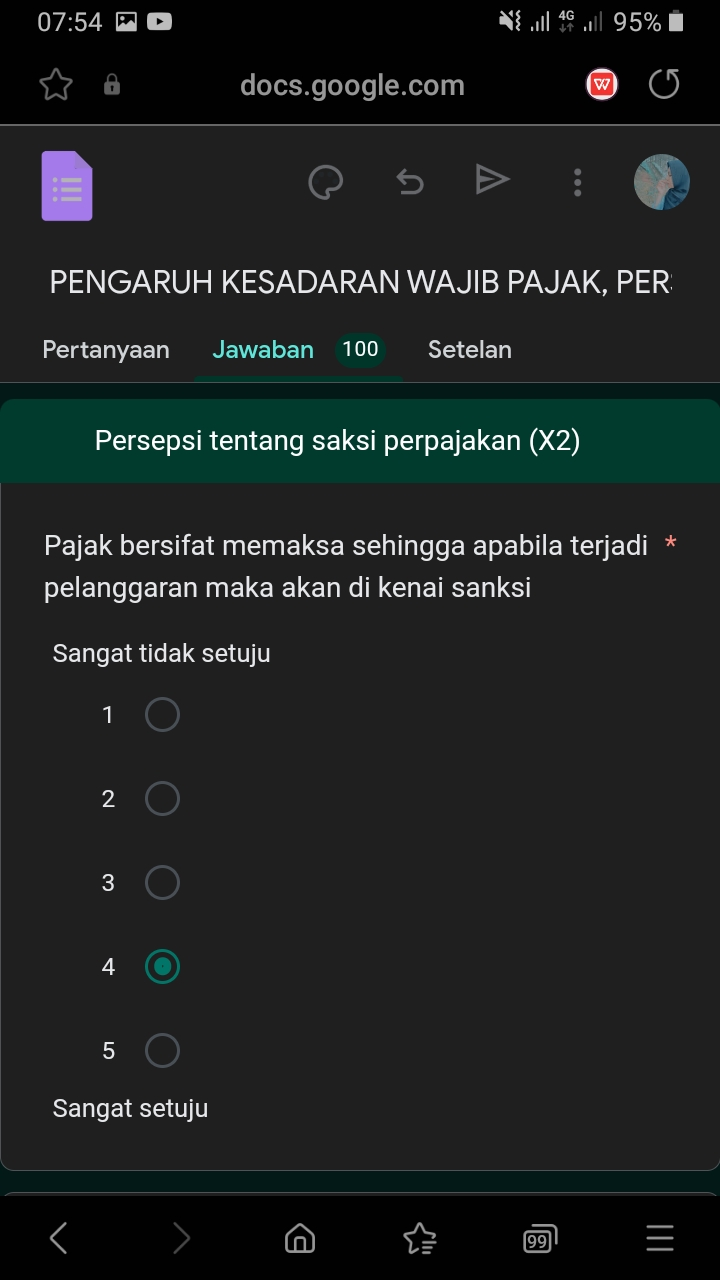 07:54 4G 95%
docs.google.com
PENGARUH KESADARAN WAJIB PAJAK, PER
Pertanyaan Jawaban 100 Setelan
Persepsi tentang saksi perpajakan (X2)
Pajak bersifat memaksa sehingga apabila terjadi *
pelanggaran maka akan di kenai sanksi
Sangat tidak setuju
1
2
3
4
5
Sangat setuju
99